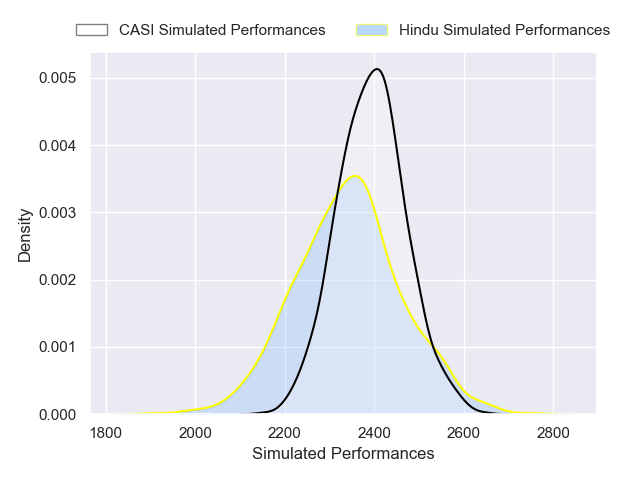 CASI Simulated Performances
Hindu Simulated Performances
0.005
0.004
0.003
0.002
0.001
0.000
Density
1800 2000 2200 2400 2600 2800
Simulated Performances